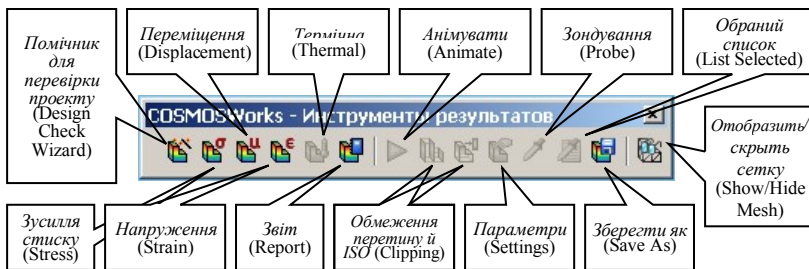 Помічник
для
перевірки
проекту
(Design
Check
Wizard)
Переміщення
(Displacement)
Термічна
(Thermal)
Анімувати
(Animate)
Зондування
(Probe)
Обраний
список
(List Selected)
COSMOSWorks - Инструменты результатов
Отобразить/
скрыть
сетку
(Show/Hide
Mesh)
Зусилля
стиску
(Stress)
Напруження
(Strain)
Звіт
(Report)
Обмеження
перетину й
ISO (Clipping)
Параметри
(Settings)
Зберегти як
(Save As)